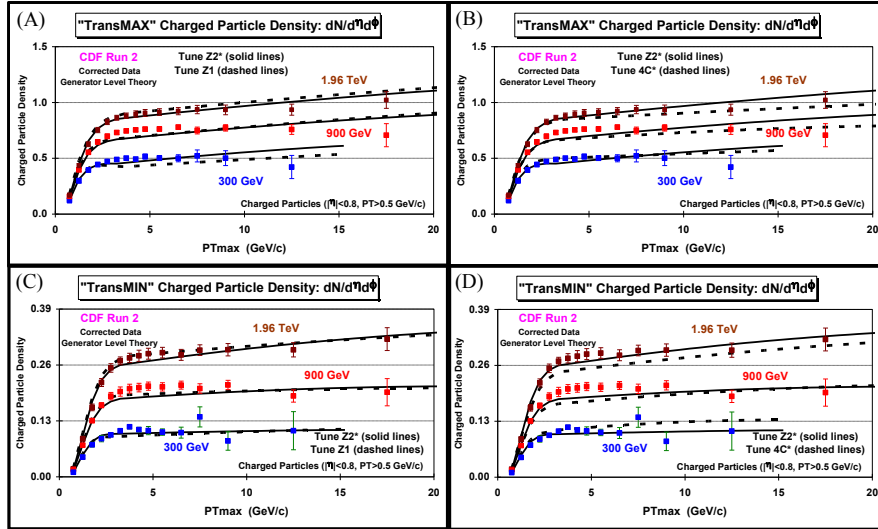 (A)
"TransMAX" Charged Particle Density: dN/dηdφ
1.5
1.0
0.5
0.0
Charged Particle Density
CDF Run 2
Corrected Data
Generator Level Theory
Tune Z2* (solid lines)
Tune Z1 (dashed lines)
1.96 TeV
900 GeV
300 GeV
Charged Particles (|η|<0.8, PT>0.5 GeV/c)
0 5 10 15 20
PTmax (GeV/c)
(B)
"TransMAX" Charged Particle Density: dN/dηdφ
1.5
1.0
0.5
0.0
Charged Particle Density
CDF Run 2
Corrected Data
Generator Level Theory
Tune Z2* (solid lines)
Tune 4C* (dashed lines)
1.96 TeV
900 GeV
300 GeV
Charged Particles (|η|<0.8, PT>0.5 GeV/c)
0 5 10 15 20
PTmax (GeV/c)
(C)
"TransMIN" Charged Particle Density: dN/dηdφ
0.39
0.26
0.13
0.00
Charged Particle Density
CDF Run 2
Corrected Data
Generator Level Theory
1.96 TeV
900 GeV
300 GeV
Tune Z2* (solid lines)
Tune Z1 (dashed lines)
Charged Particles (|η|<0.8, PT>0.5 GeV/c)
0 5 10 15 20
PTmax (GeV/c)
(D)
"TransMIN" Charged Particle Density: dN/dηdφ
0.39
0.26
0.13
0.00
Charged Particle Density
CDF Run 2
Corrected Data
Generator Level Theory
1.96 TeV
900 GeV
300 GeV
Tune Z2* (solid lines)
Tune 4C* (dashed lines)
Charged Particles (|η|<0.8, PT>0.5 GeV/c)
0 5 10 15 20
PTmax (GeV/c)